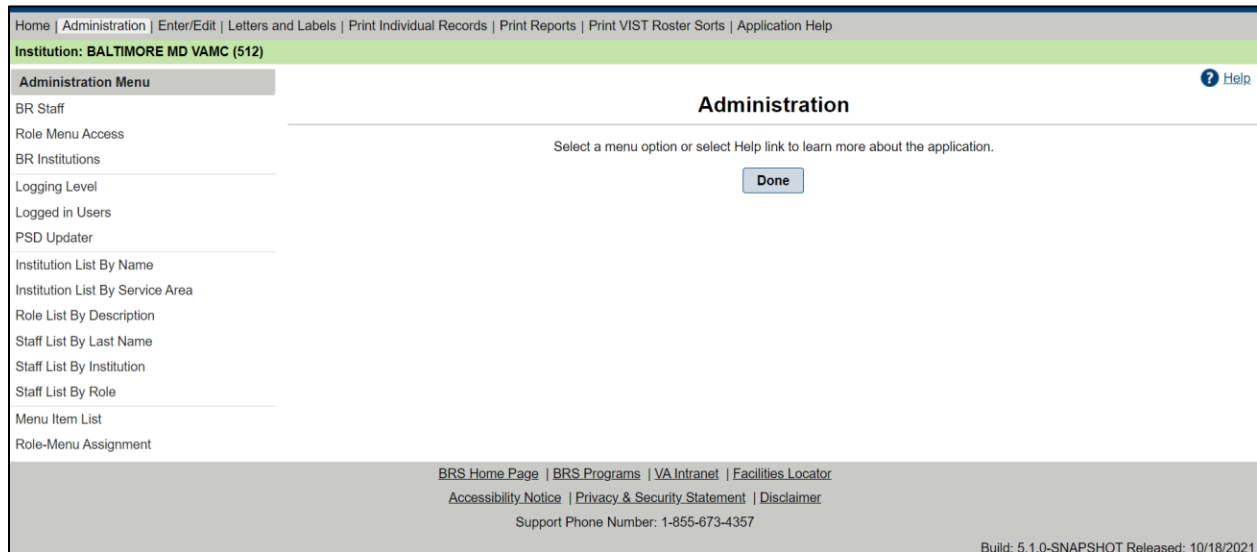 Home | Administration | Enter/Edit | Letters and Labels | Print Individual Records | Print Reports | Print VIST Roster Sorts | Application Help
Institution: BALTIMORE MD VAMC (512)
Administration Menu
BR Staff
Role Menu Access
BR Institutions
Logging Level
Logged in Users
PSD Updater
Institution List By Name
Institution List By Service Area
Role List By Description
Staff List By Last Name
Staff List By Institution
Staff List By Role
Menu Item List
Role-Menu Assignment
? Help
Administration
Select a menu option or select Help link to learn more about the application.
Done
BRS Home Page | BRS Programs | VA Intranet | Facilities Locator
Accessibility Notice | Privacy & Security Statement | Disclaimer
Support Phone Number: 1-855-673-4357
Build: 5.1.0-SNAPSHOT Released: 10/18/2021